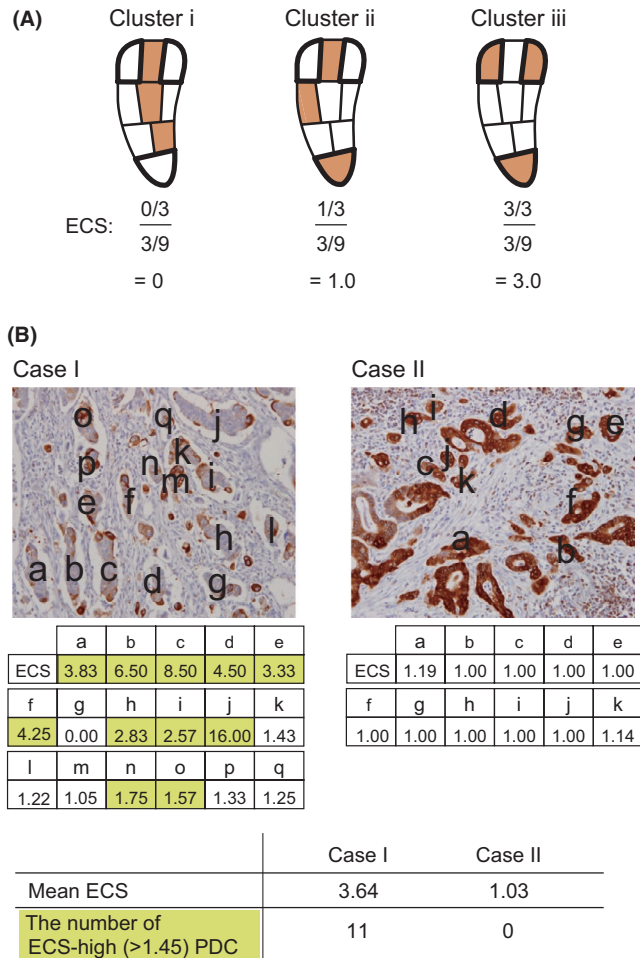 (A)
Cluster i Cluster ii Cluster iii
ECS: 0/3 1/3 3/3
3/9 3/9 3/9
= 0 = 1.0 = 3.0
(B)
Case I Case II
o q j
p n k m i
e f h l
a b c d g
h i d g e
c j k f
a b
a b c d e
ECS 3.83 6.50 8.50 4.50 3.33
f g h i j k
4.25 0.00 2.83 2.57 16.00 1.43
l m n o p q
1.22 1.05 1.75 1.57 1.33 1.25
a b c d e
ECS 1.19 1.00 1.00 1.00 1.00
f g h i j k
1.00 1.00 1.00 1.00 1.00 1.14
Case I Case II
Mean ECS 3.64 1.03
The number of
ECS-high (>1.45) PDC 11 0